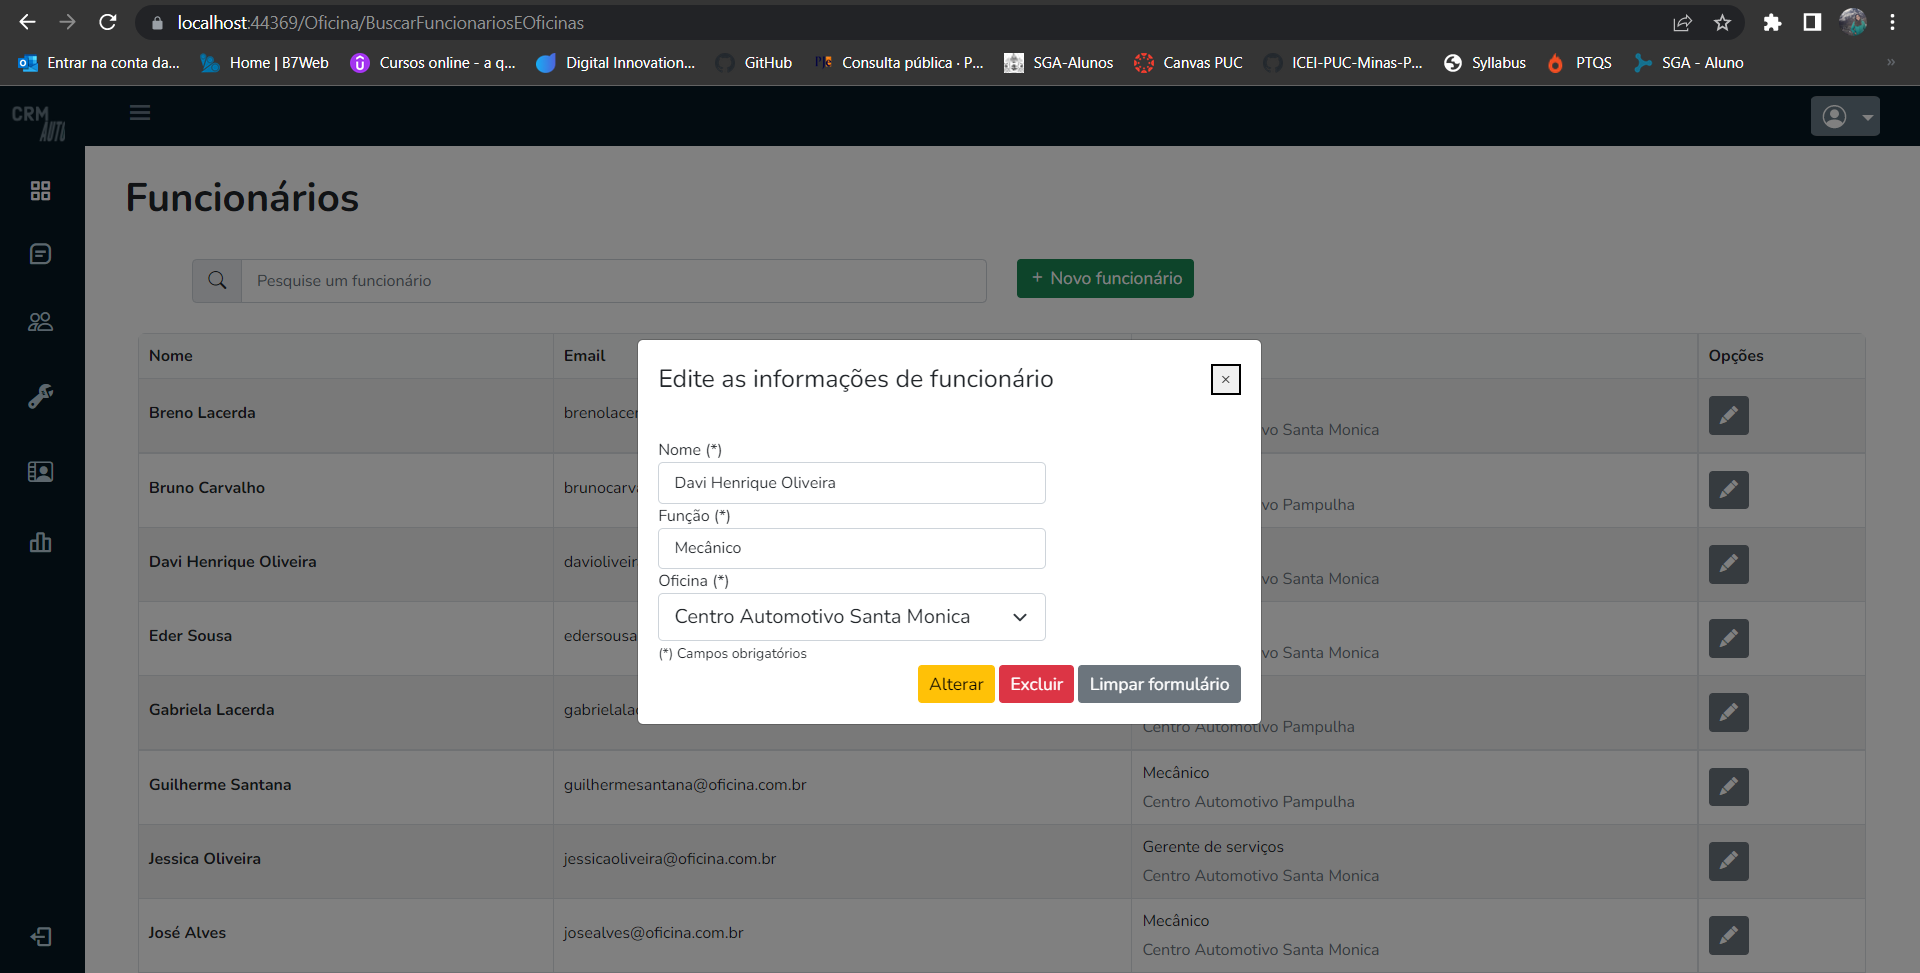 localhost:44369/Oficina/BuscarFuncionariosEOficinas
Entrar na conta da... Home | B7Web Cursos online - a q... Digital Innovation... GitHub Consulta pública · P... SGA-Alunos Canvas PUC ICEI-PUC-Minas-P... Syllabus PTQS SGA - Aluno »
CRM
AUTO
Funcionários
Pesquise um funcionário
+ Novo funcionário
Nome Email Opções
Edite as informações de funcionário
×
Nome (*)
Davi Henrique Oliveira
Função (*)
Mecânico
Oficina (*)
Centro Automotivo Santa Monica
(*) Campos obrigatórios
Alterar Excluir Limpar formulário
Breno Lacerda brenolacer
vo Santa Monica
Bruno Carvalho brunocarv
vo Pampulha
Davi Henrique Oliveira davioliveir
vo Santa Monica
Eder Sousa edersousa
vo Santa Monica
Gabriela Lacerda gabrielala
Centro Automotivo Pampulha
Guilherme Santana guilhermesantana@oficina.com.br Mecânico
Centro Automotivo Pampulha
Jessica Oliveira jessicaoliveira@oficina.com.br Gerente de serviços
Centro Automotivo Santa Monica
José Alves josealves@oficina.com.br Mecânico
Centro Automotivo Santa Monica